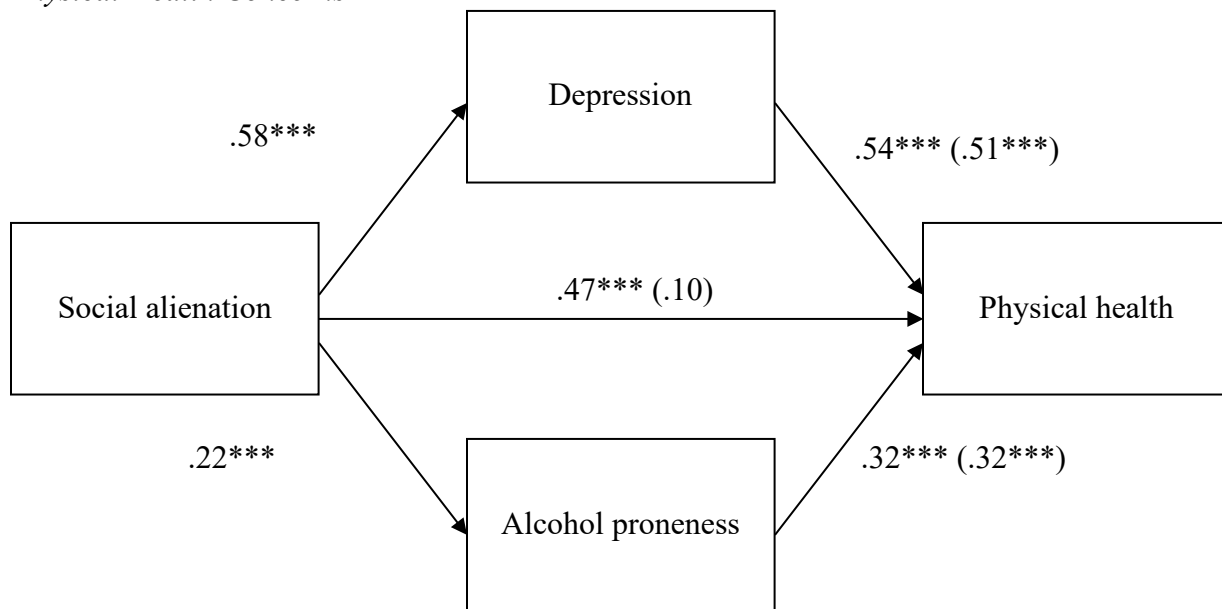 Depression
.58***
.54*** (.51***)
Social alienation
.47*** (.10)
Physical health
.22***
.32*** (.32***)
Alcohol proneness